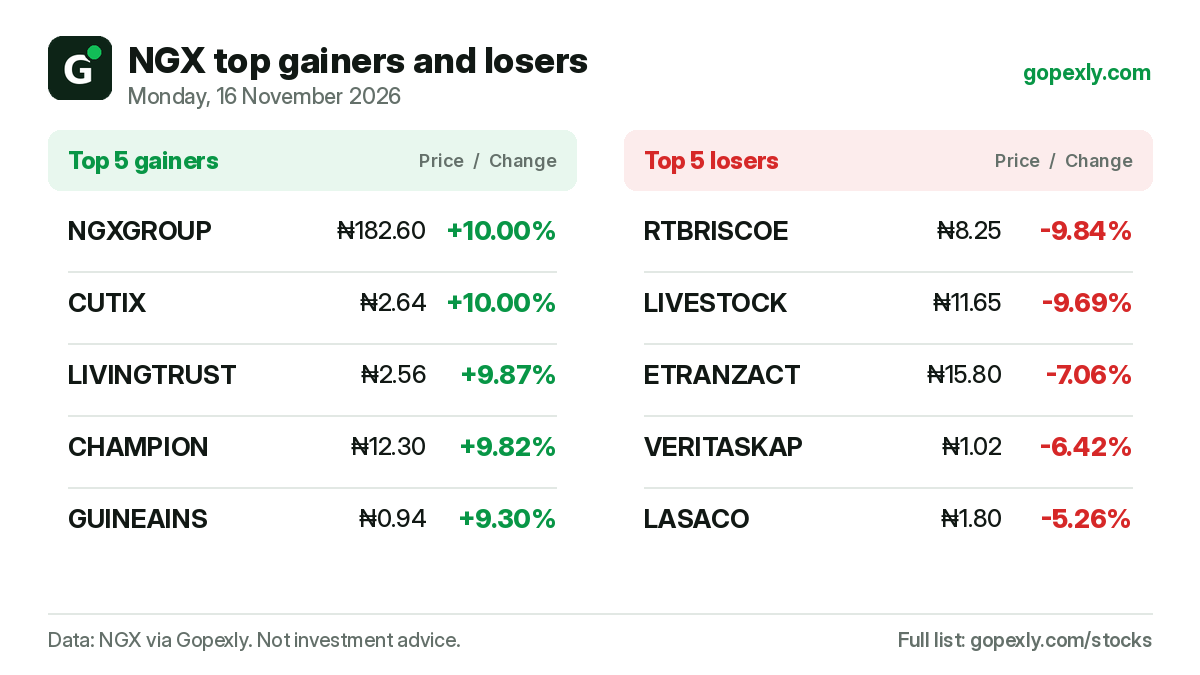 G
NGX top gainers and losers
Monday, 16 November 2026
gopexly.com
Top 5 gainers Price / Change
NGXGROUP ₦182.60 +10.00%
CUTIX ₦2.64 +10.00%
LIVINGTRUST ₦2.56 +9.87%
CHAMPION ₦12.30 +9.82%
GUINEAINS ₦0.94 +9.30%
Top 5 losers Price / Change
RTBRISCOE ₦8.25 -9.84%
LIVESTOCK ₦11.65 -9.69%
ETRANZACT ₦15.80 -7.06%
VERITASKAP ₦1.02 -6.42%
LASACO ₦1.80 -5.26%
Data: NGX via Gopexly. Not investment advice.
Full list: gopexly.com/stocks